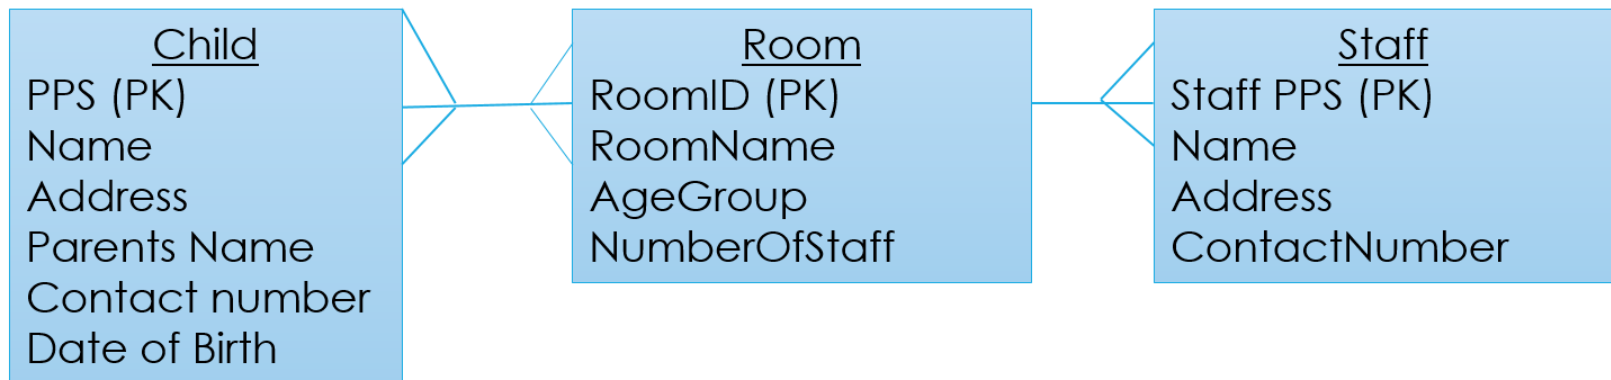 Child
PPS (PK)
Name
Address
Parents Name
Contact number
Date of Birth
Room
RoomID (PK)
RoomName
AgeGroup
NumberOfStaff
Staff
Staff PPS (PK)
Name
Address
ContactNumber